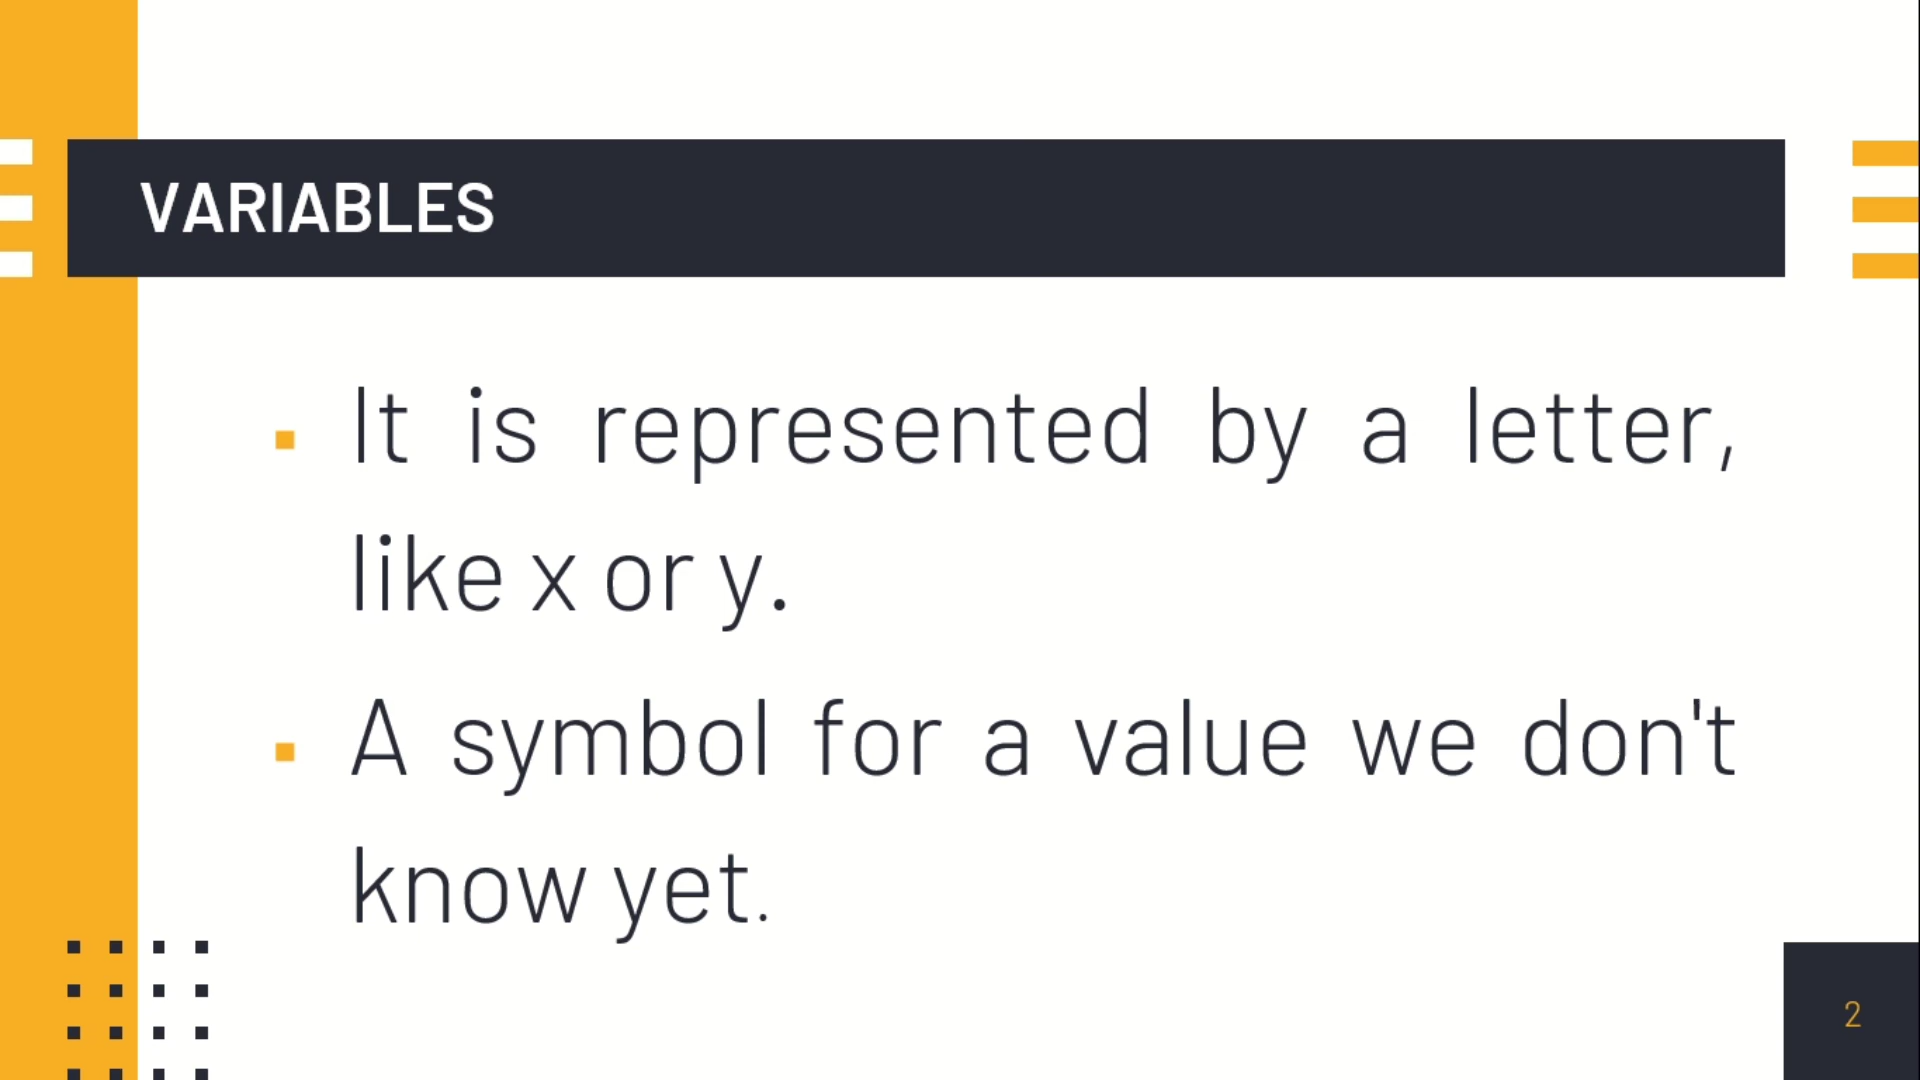 VARIABLES
It is represented by a letter,
like x or y.
A symbol for a value we don't
know yet.
2